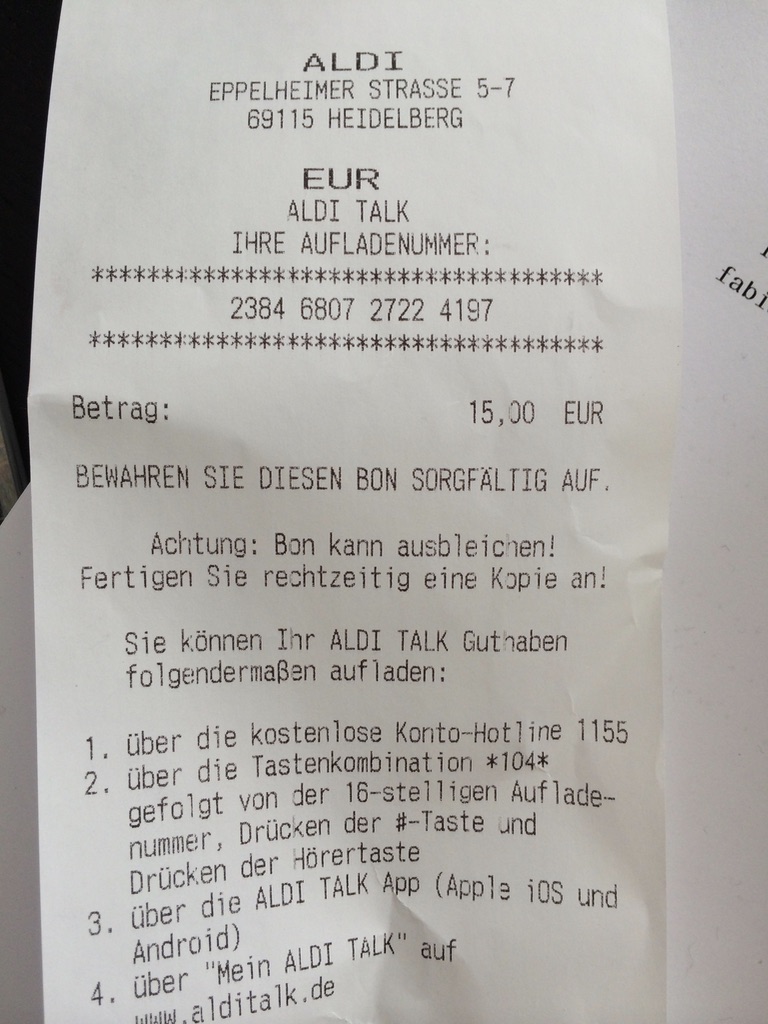 ALDI
EPPELHEIMER STRASSE 5-7
69115 HEIDELBERG
EUR
ALDI TALK
IHRE AUFLADENUMMER:
*************************************
2384 6807 2722 4197
*************************************
Betrag: 15,00 EUR
BEWAHREN SIE DIESEN BON SORGFÄLTIG AUF.
Achtung: Bon kann ausbleichen!
Fertigen Sie rechtzeitig eine Kopie an!
Sie können Ihr ALDI TALK Guthaben
folgendermaßen aufladen:
1. über die kostenlose Konto-Hotline 1155
2. über die Tastenkombination *104*
gefolgt von der 16-stelligen Auflade-
nummer, Drücken der #-Taste und
Drücken der Hörertaste
3. über die ALDI TALK App (Apple iOS und
Android)
4. über "Mein ALDI TALK" auf
www.alditalk.de